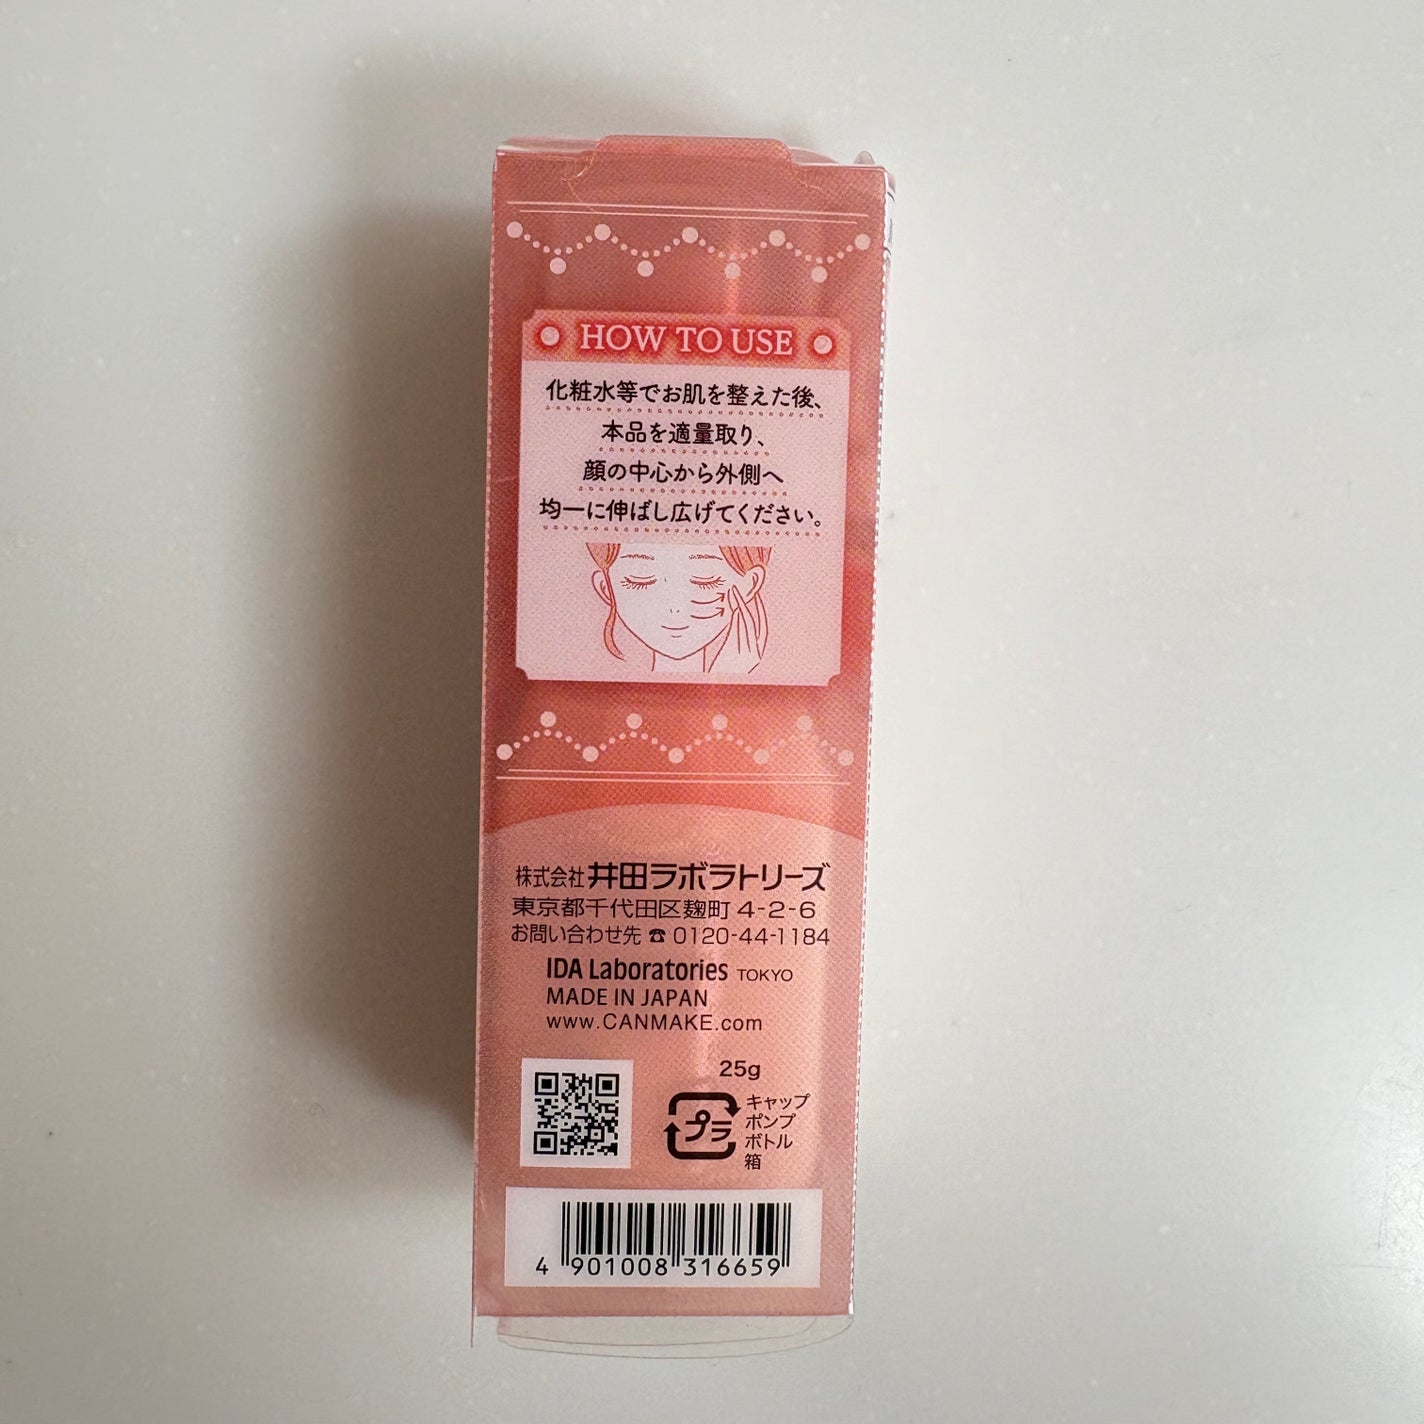 HOW TO USE
化粧水等でお肌を整えた後、
本品を適量取り、
顔の中心から外側へ
均一に伸ばし広げてください。
株式会社 井田ラボラトリーズ
東京都千代田区麹町 4-2-6
お問い合わせ先 ☎ 0120-44-1184
IDA Laboratories TOKYO
MADE IN JAPAN
www.CANMAKE.com
25g
プラ
キャップ
ポンプ
ボトル
箱
4 901008 316659